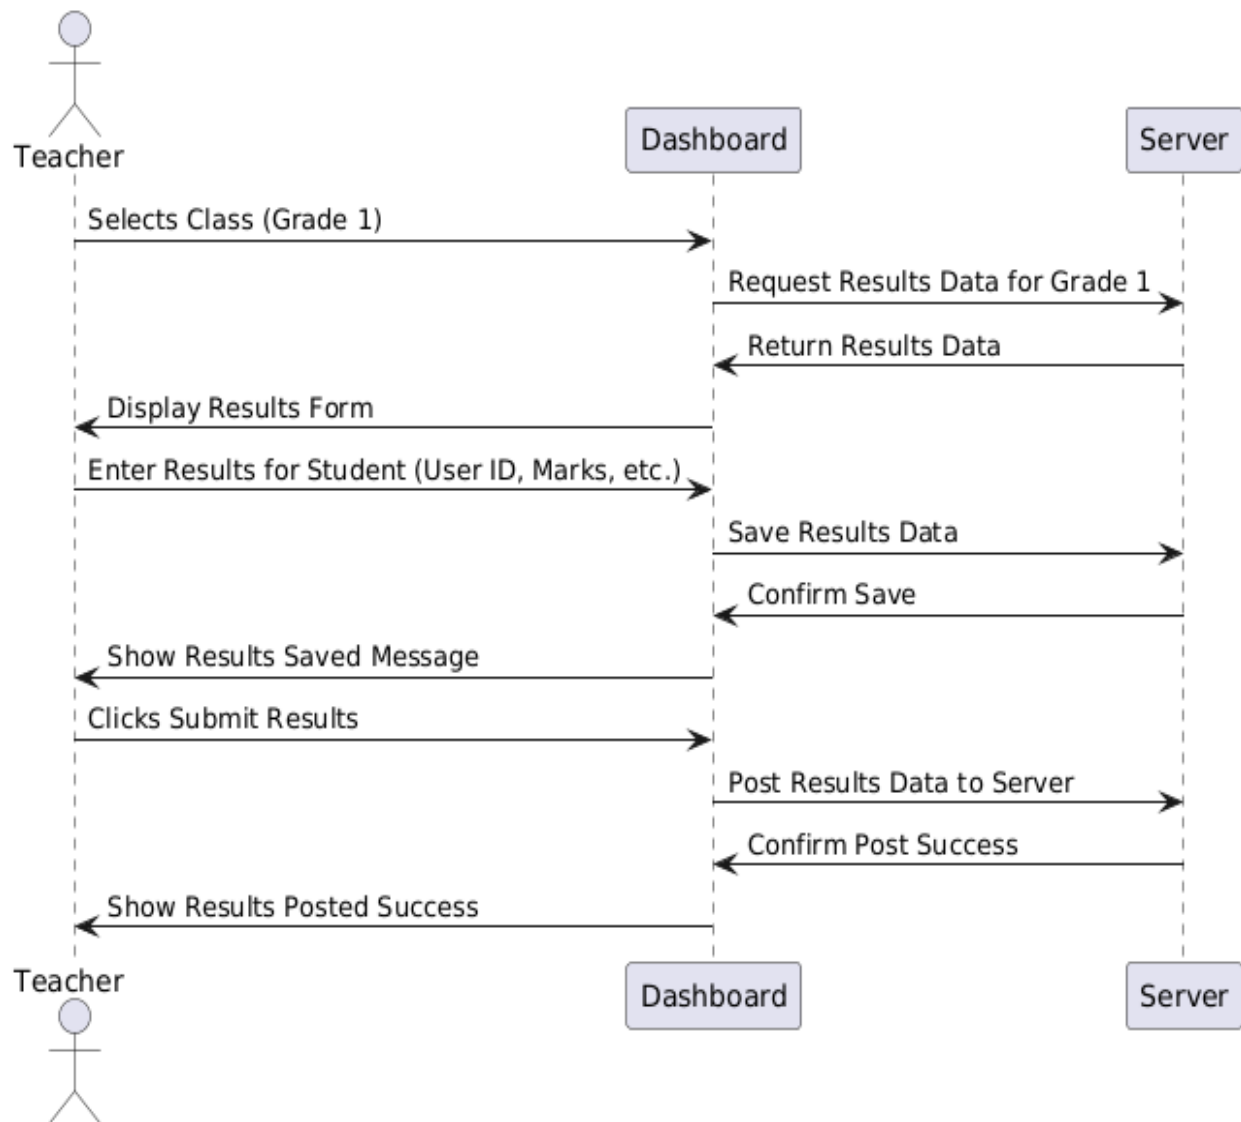 Teacher
Dashboard
Server
Selects Class (Grade 1)
Request Results Data for Grade 1
Return Results Data
Display Results Form
Enter Results for Student (User ID, Marks, etc.)
Save Results Data
Confirm Save
Show Results Saved Message
Clicks Submit Results
Post Results Data to Server
Confirm Post Success
Show Results Posted Success
Teacher
Dashboard
Server